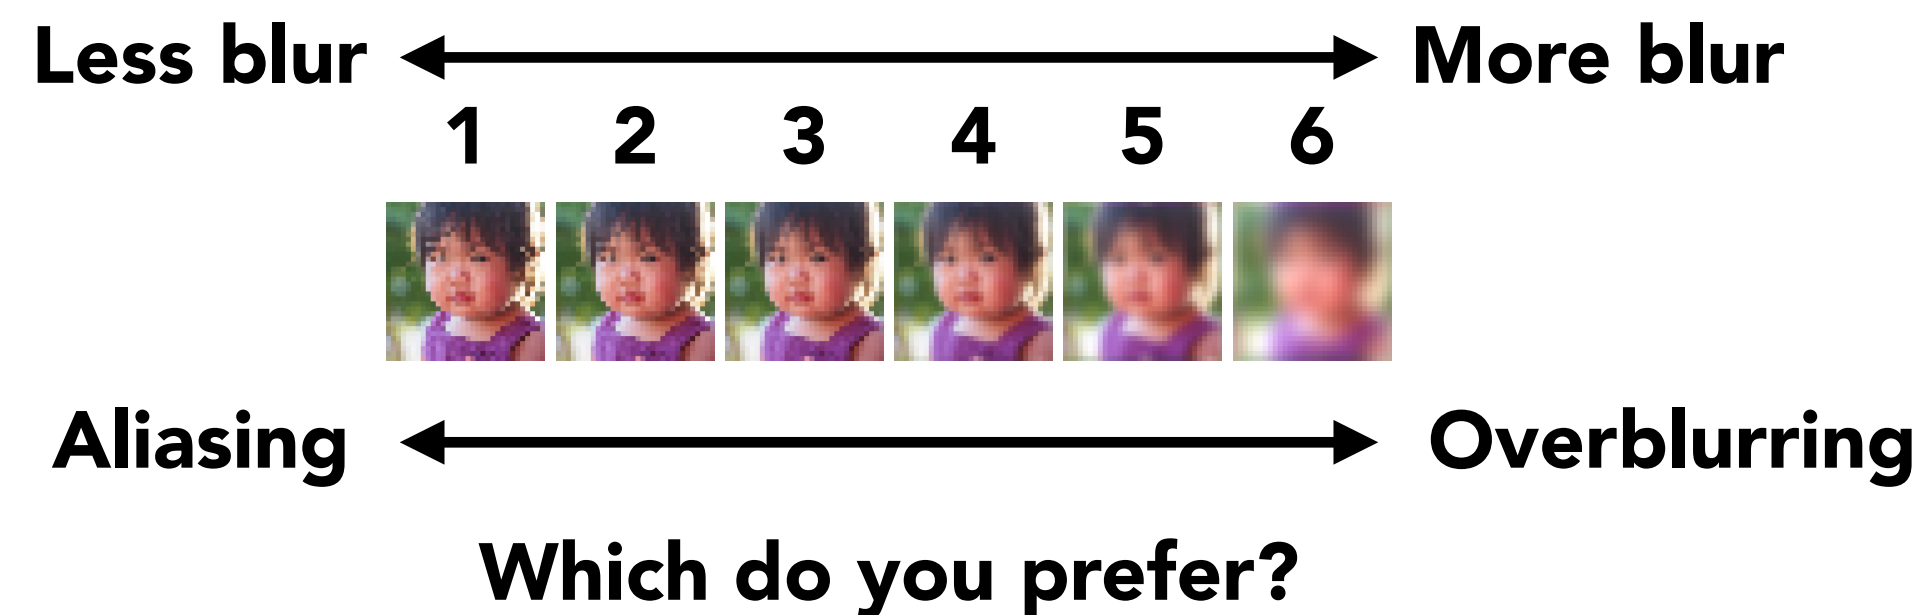 Less blur More blur
1 2 3 4 5 6
Aliasing Overblurring
Which do you prefer?